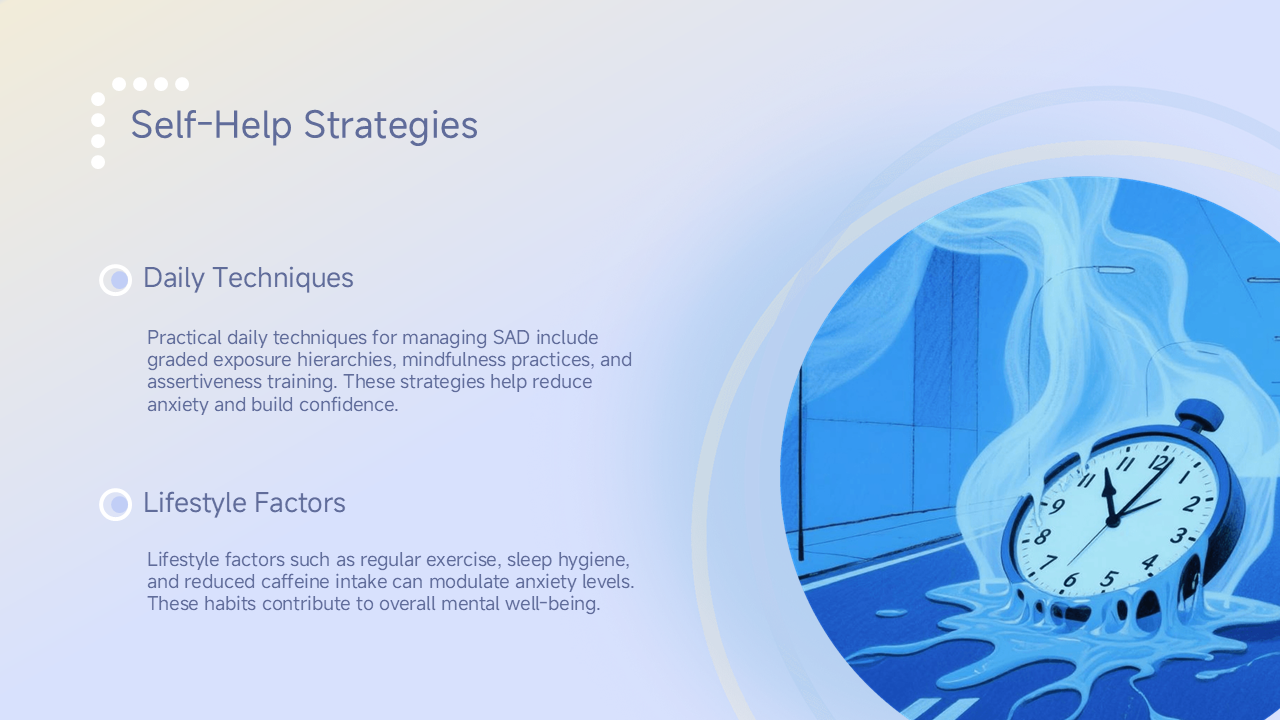 Self-Help Strategies
Daily Techniques
Practical daily techniques for managing SAD include
graded exposure hierarchies, mindfulness practices, and
assertiveness training. These strategies help reduce
anxiety and build confidence.
Lifestyle Factors
Lifestyle factors such as regular exercise, sleep hygiene,
and reduced caffeine intake can modulate anxiety levels.
These habits contribute to overall mental well-being.
11
11
12
1
2
3
4
5
6
7
8
9